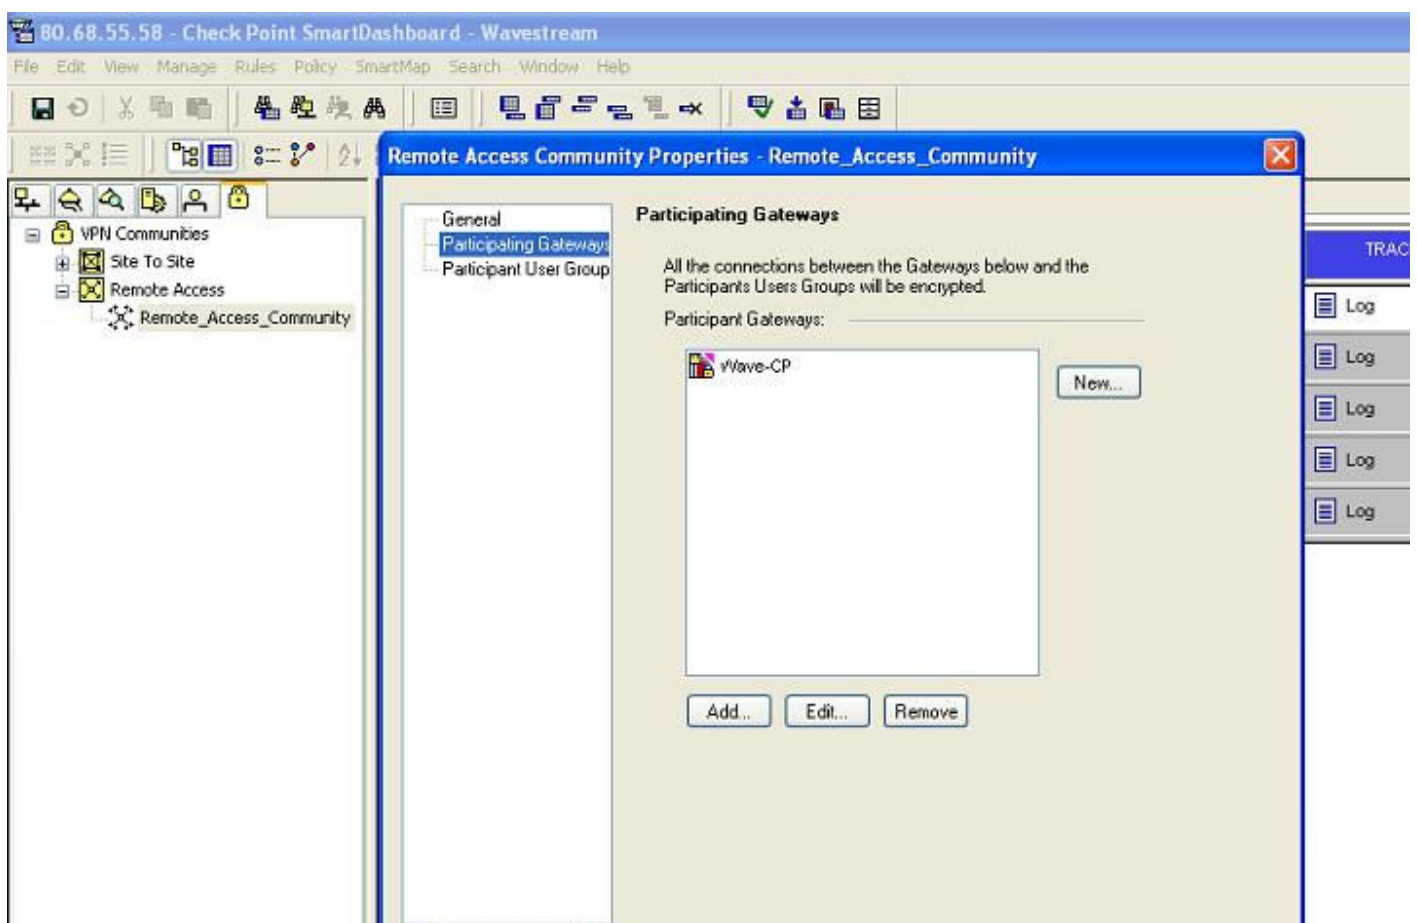 80.68.55.58 - Check Point SmartDashboard - Wavestream
File Edit View Manage Rules Policy SmartMap Search Window Help
Remote Access Community Properties - Remote_Access_Community
VPN Communities
Site To Site
Remote Access
Remote_Access_Community
General
Participating Gateways
Participant User Group
Participating Gateways
All the connections between the Gateways below and the
Participants Users Groups will be encrypted.
Participant Gateways:
Wave-CP
New...
Add...
Edit...
Remove
TRAC
Log
Log
Log
Log
Log